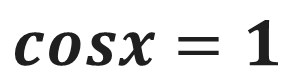 cosx = 1